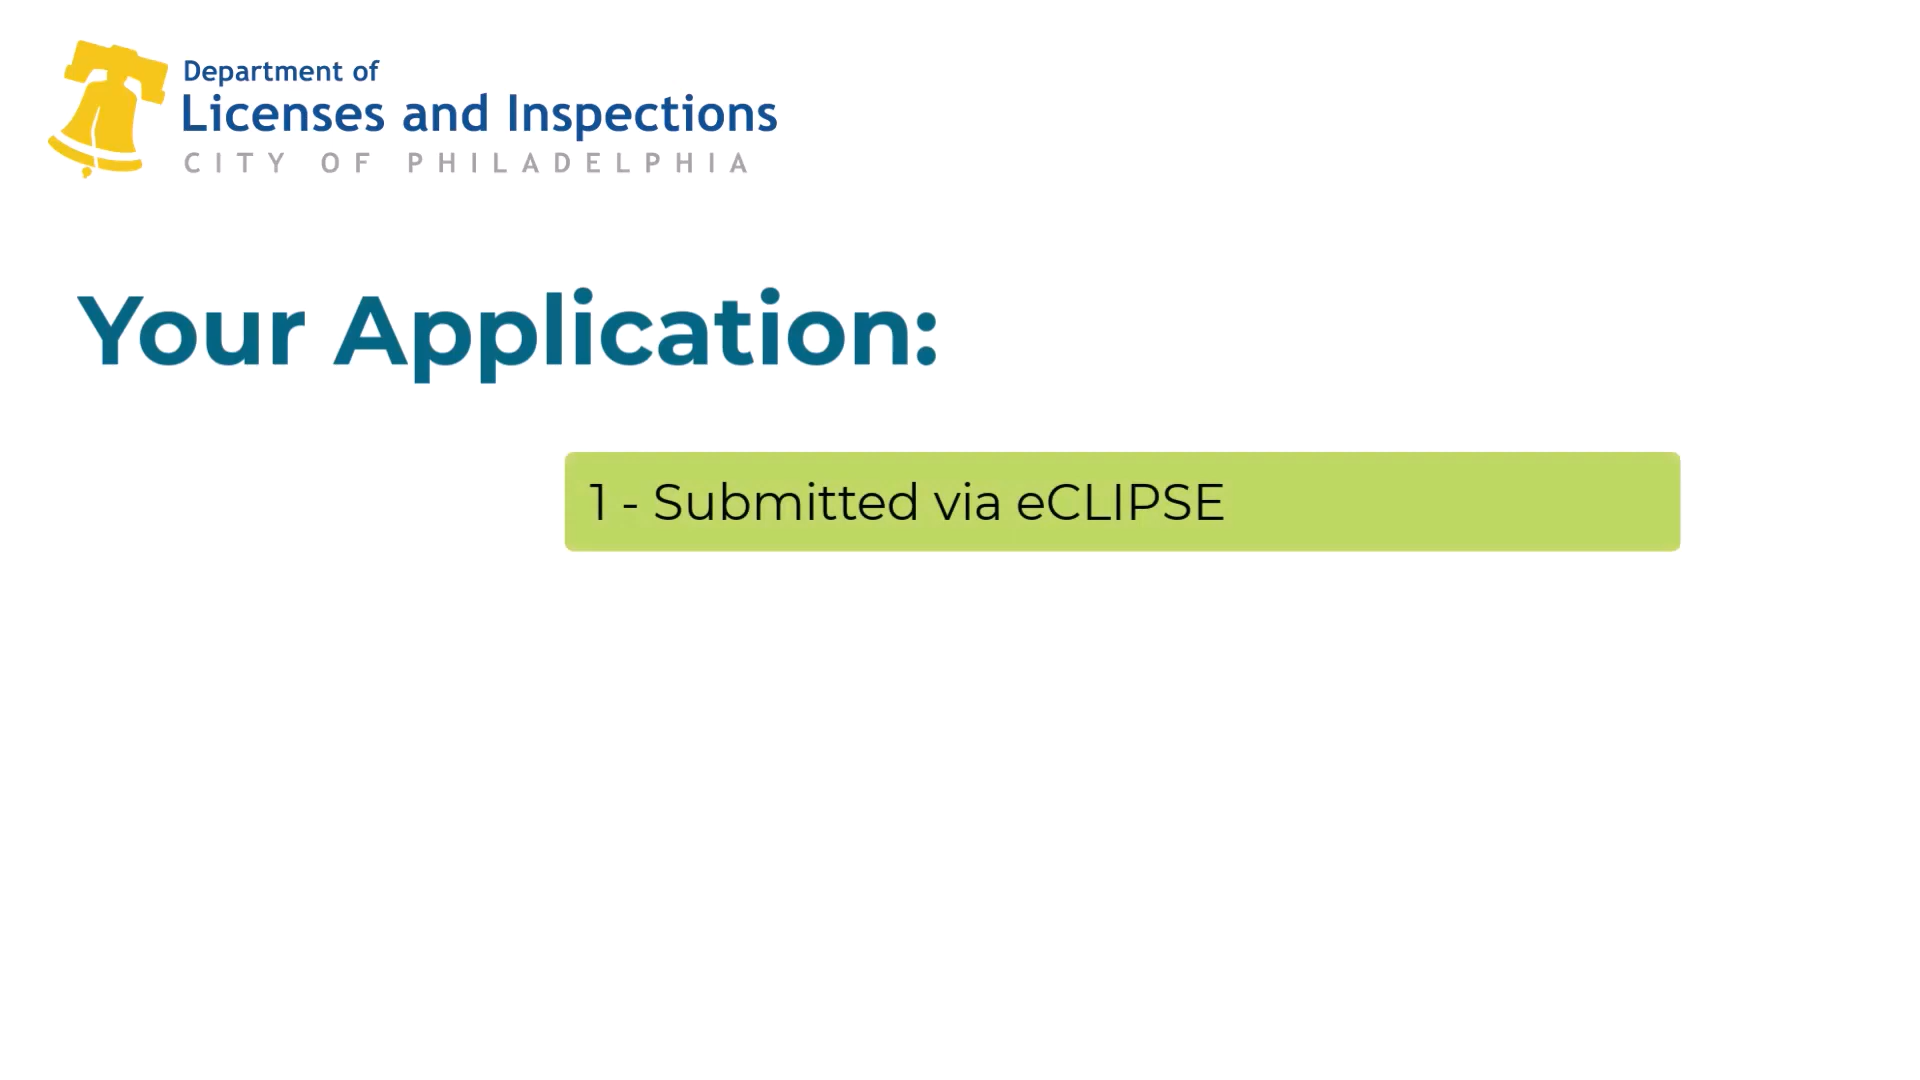 Department of
Licenses and Inspections
CITY OF PHILADELPHIA
Your Application:
1 - Submitted via eCLIPSE